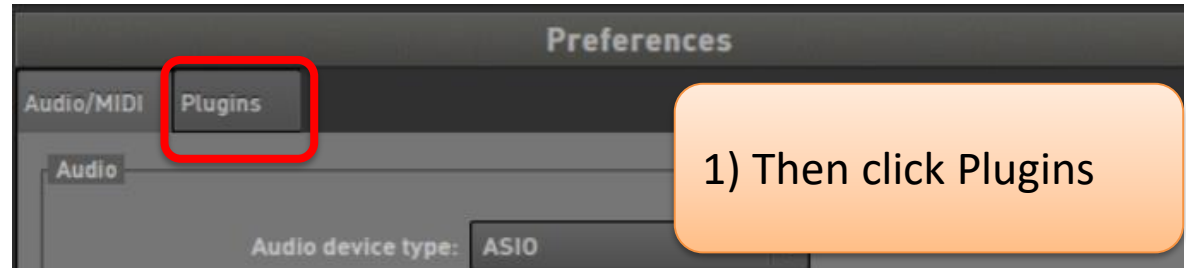 Preferences
Audio/MIDI Plugins
1) Then click Plugins
Audio
Audio device type: ASIO